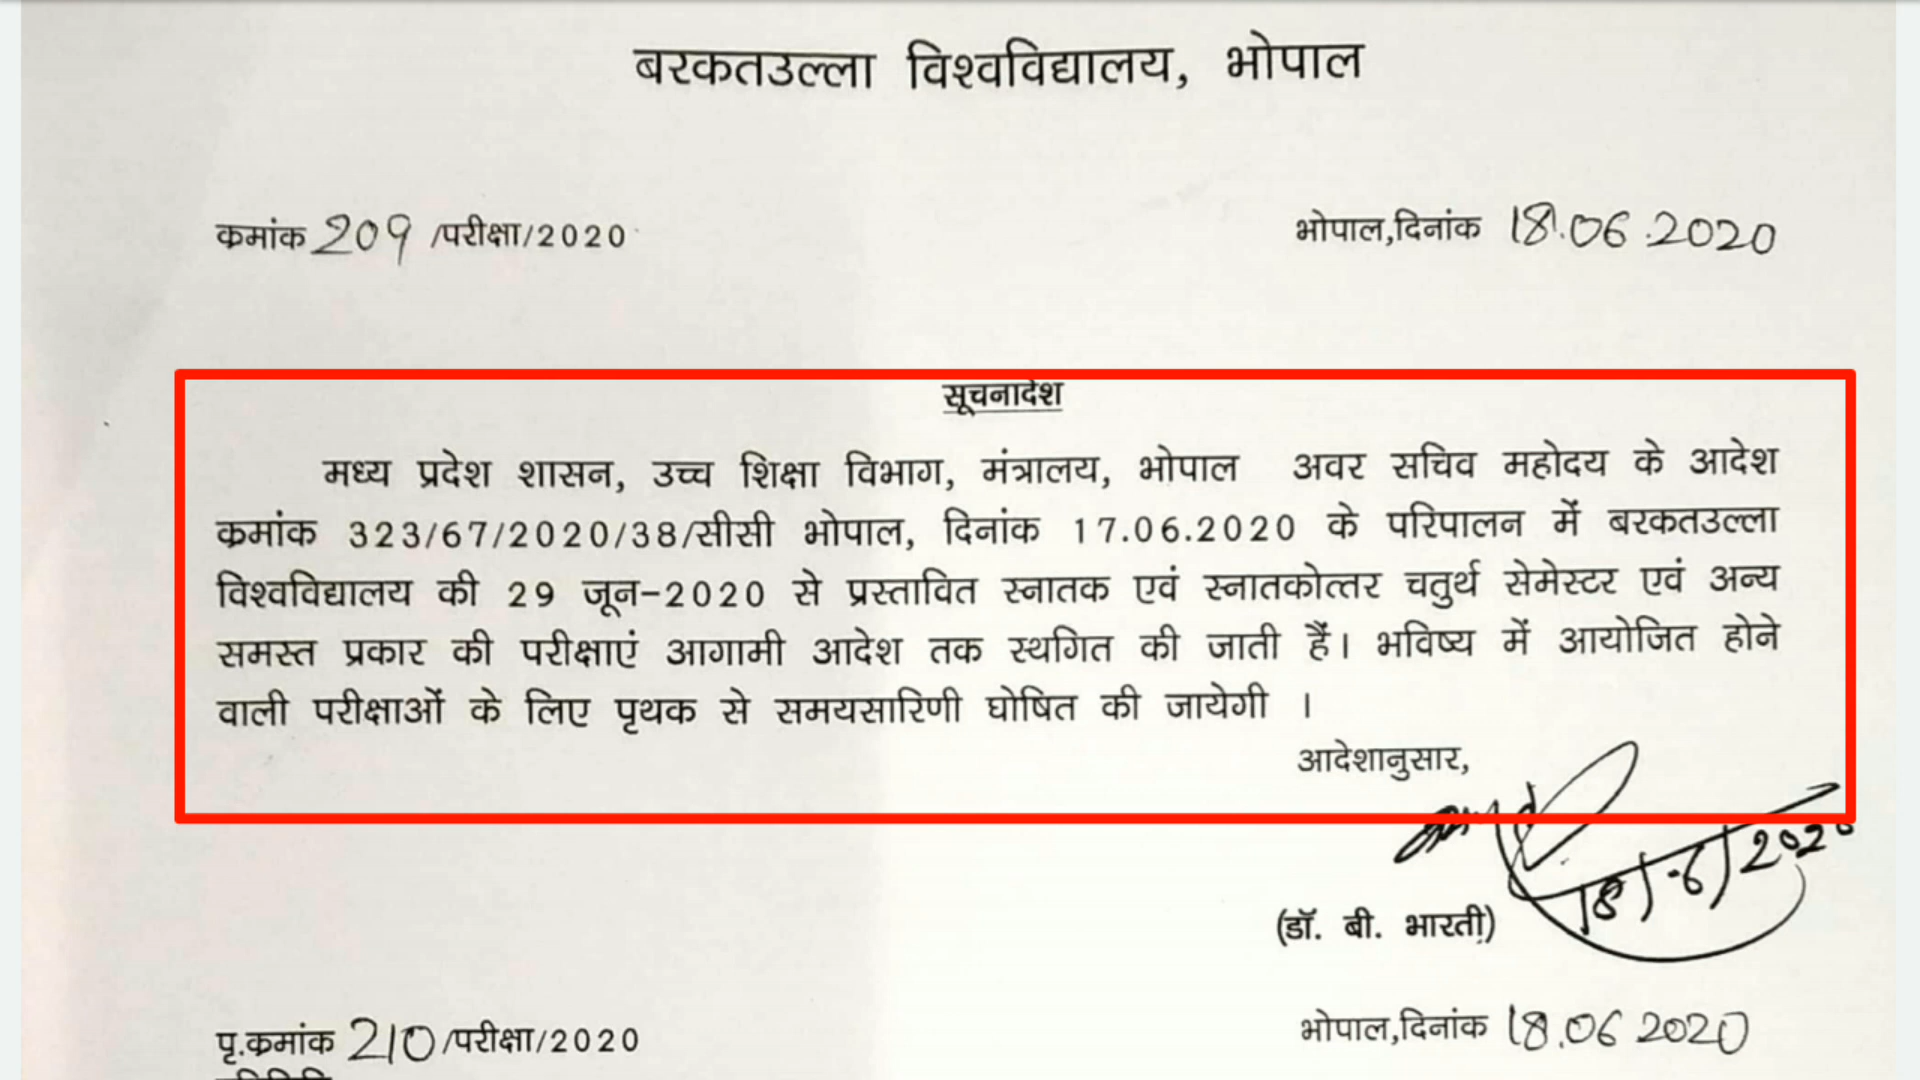 बरकतउल्ला विश्वविद्यालय, भोपाल
कमांक 209 /परीक्षा/2020
भोपाल,दिनांक 18.06.2020
सूचनादेश
मध्य प्रदेश शासन, उच्च शिक्षा विभाग, मंत्रालय, भोपाल अवर सचिव महोदय के आदेश
कमांक 323/67/2020/38/सीसी भोपाल, दिनांक 17.06.2020 के परिपालन में बरकतउल्ला
विश्वविद्यालय की 29 जून-2020 से प्रस्तावित स्नातक एवं स्नातकोत्तर चतुर्थ सेमेस्टर एवं अन्य
समस्त प्रकार की परीक्षाएं आगामी आदेश तक स्थगित की जाती हैं। भविष्य में आयोजित होने
वाली परीक्षाओं के लिए पृथक से समयसारिणी घोषित की जायेगी ।
आदेशानुसार,
18/-6/2020
(डॉ. बी. भारती)
पृ.कमांक 210/परीक्षा/2020
भोपाल,दिनांक 18.06 2020